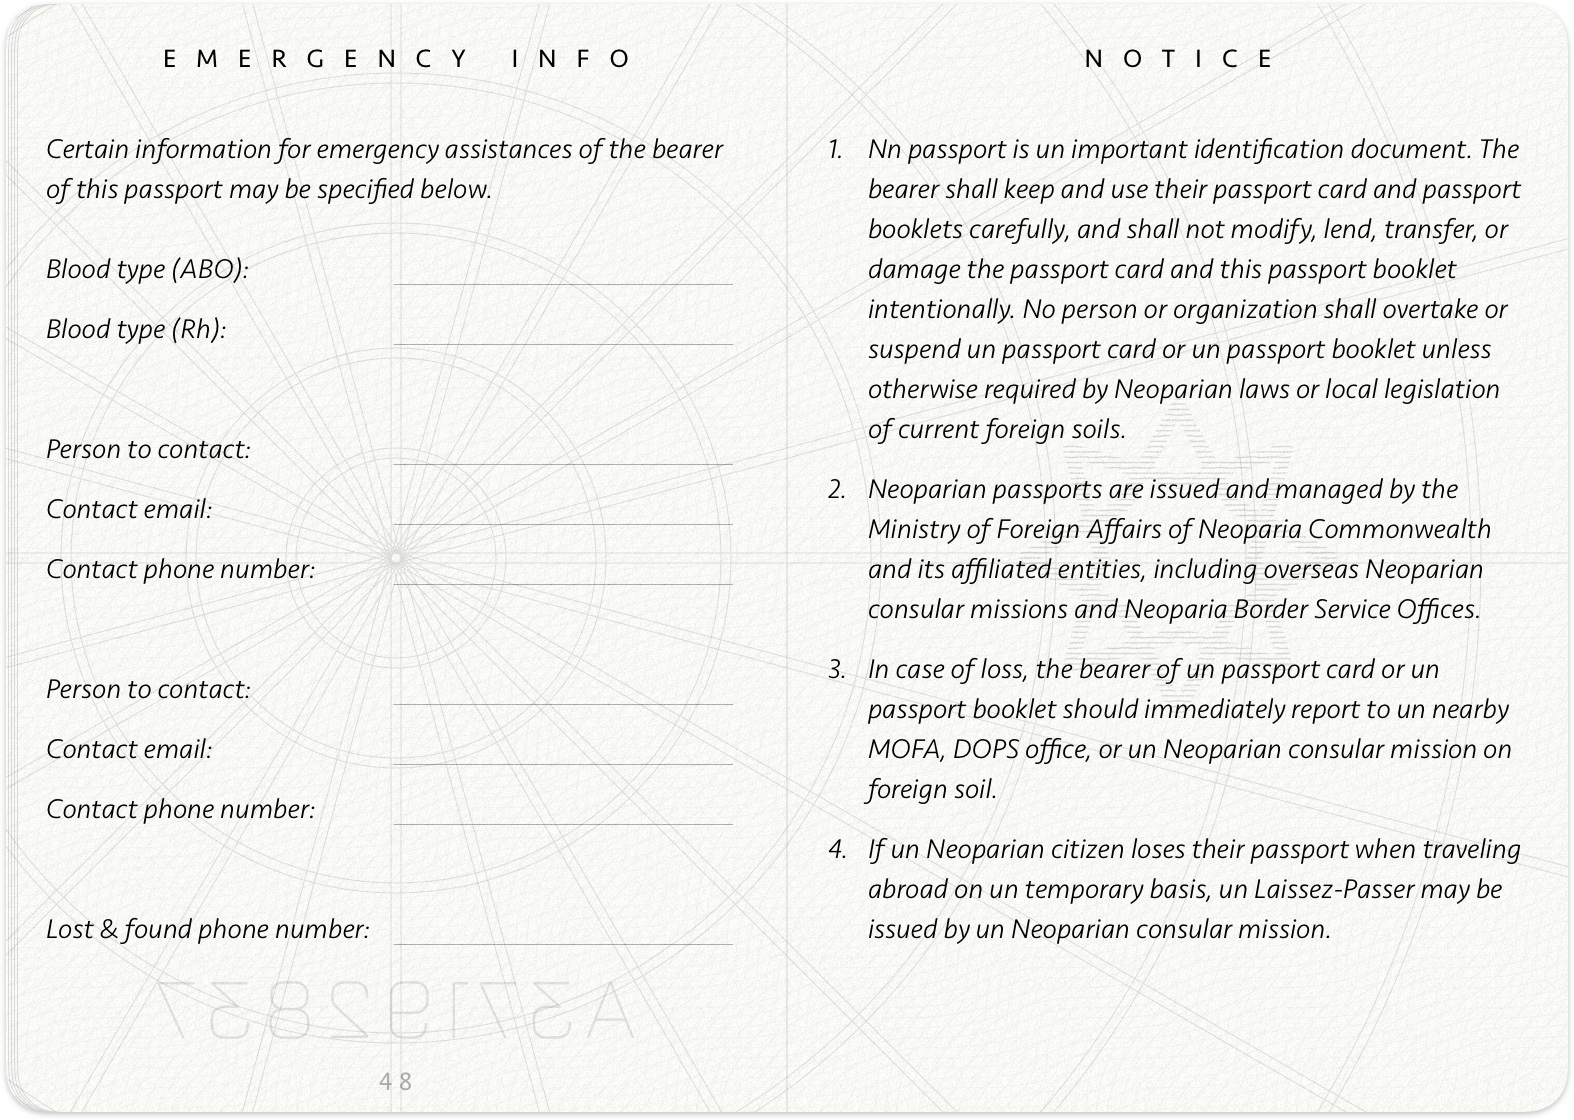 EMERGENCY INFO
Certain information for emergency assistances of the bearer
of this passport may be specified below.
Blood type (ABO):
Blood type (Rh):
Person to contact:
Contact email:
Contact phone number:
Person to contact:
Contact email:
Contact phone number:
Lost & found phone number:
A37192837
48
NOTICE
1. Nn passport is un important identification document. The
bearer shall keep and use their passport card and passport
booklets carefully, and shall not modify, lend, transfer, or
damage the passport card and this passport booklet
intentionally. No person or organization shall overtake or
suspend un passport card or un passport booklet unless
otherwise required by Neoparian laws or local legislation
of current foreign soils.
2. Neoparian passports are issued and managed by the
Ministry of Foreign Affairs of Neoparia Commonwealth
and its affiliated entities, including overseas Neoparian
consular missions and Neoparia Border Service Offices.
3. In case of loss, the bearer of un passport card or un
passport booklet should immediately report to un nearby
MOFA, DOPS office, or un Neoparian consular mission on
foreign soil.
4. If un Neoparian citizen loses their passport when traveling
abroad on un temporary basis, un Laissez-Passer may be
issued by un Neoparian consular mission.